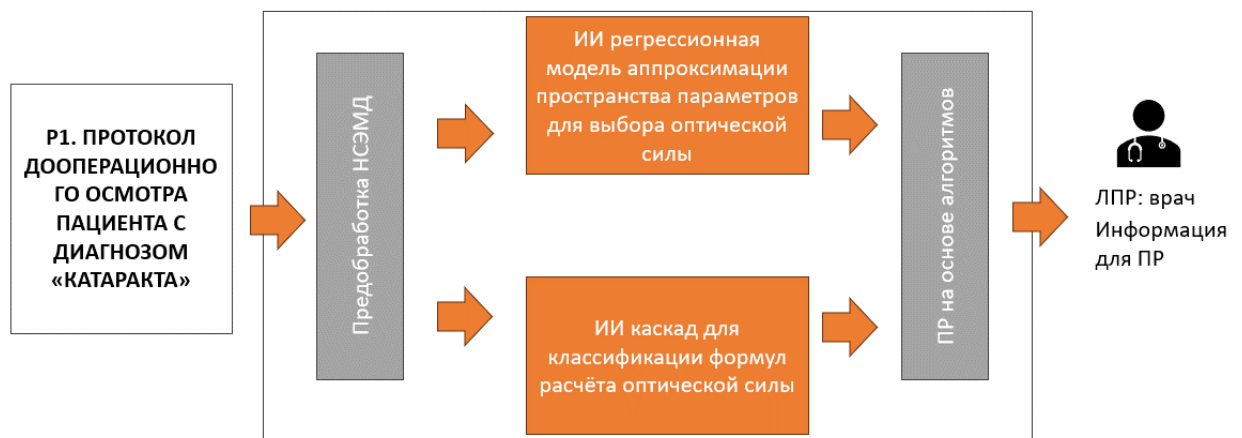 Р1. ПРОТОКОЛ
ДООПЕРАЦИОННО
ГО ОСМОТРА
ПАЦИЕНТА С
ДИАГНОЗОМ
«КАТАРАКТА»
Предобработка НСЭМД
ИИ регрессионная
модель аппроксимации
пространства параметров
для выбора оптической
силы
ИИ каскад для
классификации формул
расчёта оптической силы
ПР на основе алгоритмов
ЛПР: врач
Информация
для ПР